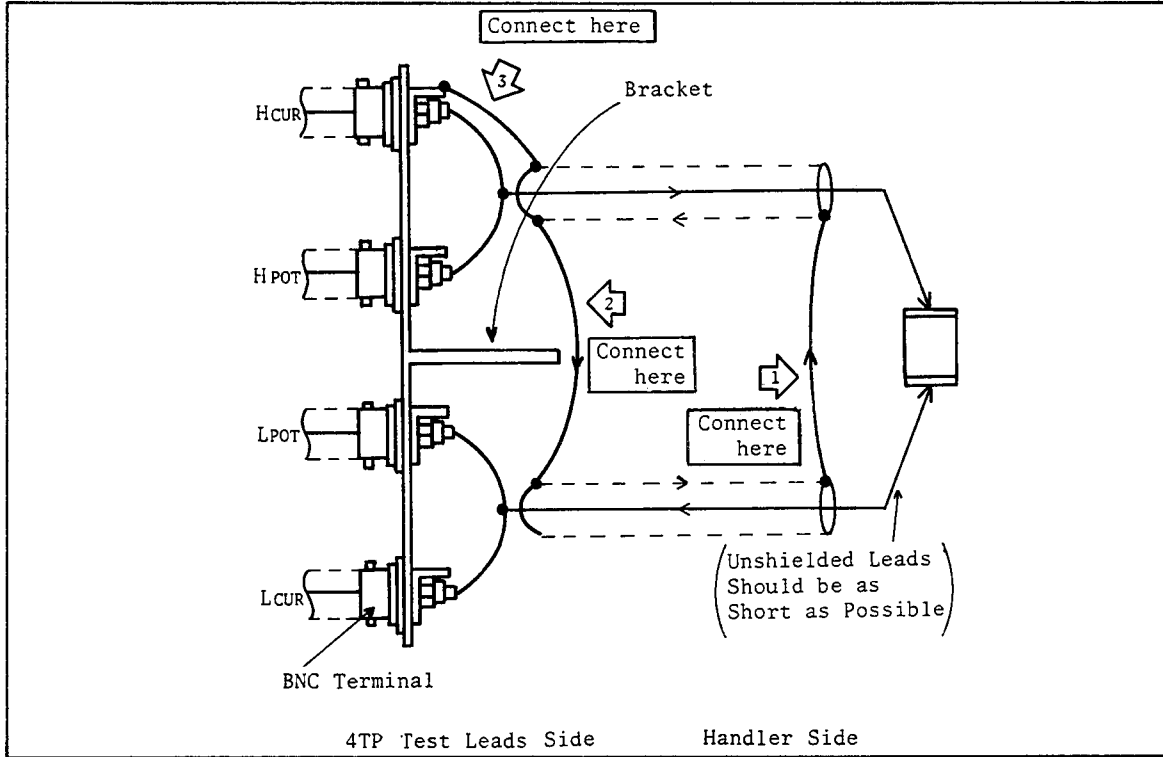 Connect here
3
Bracket
HCUR
HPOT
2
Connect
here
1
Connect
here
LPOT
LCUR
(Unshielded Leads
Should be as
Short as Possible)
BNC Terminal
4TP Test Leads Side
Handler Side